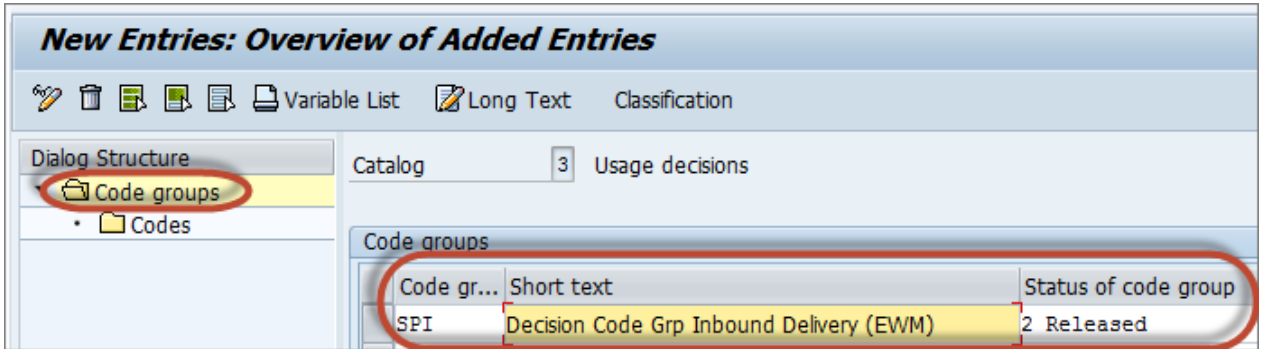 New Entries: Overview of Added Entries
Variable List Long Text Classification
Dialog Structure
Code groups
Codes
Catalog 3 Usage decisions
Code groups
Code gr... Short text Status of code group
SPI Decision Code Grp Inbound Delivery (EWM) 2 Released